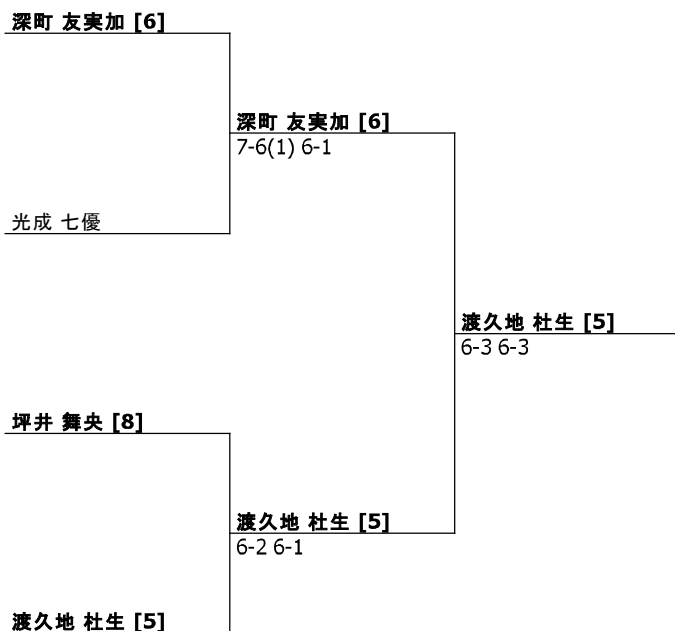 深町 友実加 [6]
深町 友実加 [6]
7-6(1) 6-1
光成 七優
渡久地 杜生 [5]
6-3 6-3
坪井 舞央 [8]
渡久地 杜生 [5]
6-2 6-1
渡久地 杜生 [5]